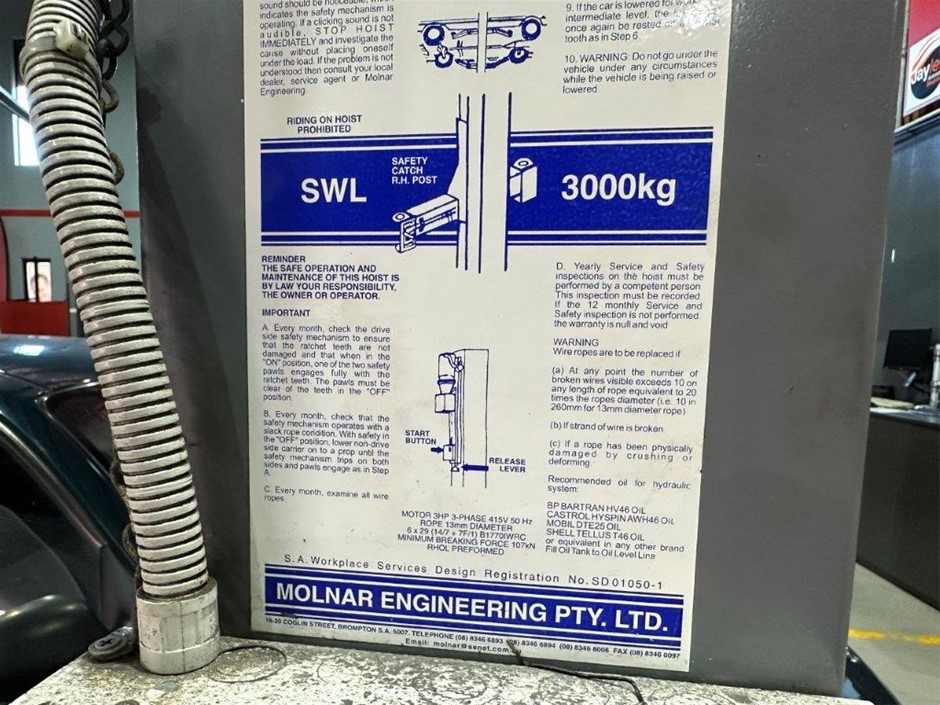 sound should be noticeable, which
indicates the safety mechanism is
operating. If a clicking sound is not
audible, STOP HOIST
IMMEDIATELY and investigate the
cause without placing oneself
under the load. If the problem is not
understood then consult your local
dealer, service agent or Molnar
Engineering.
9. If the car is lowered for work
intermediate level, the
once again be rested
tooth as in Step 6
10. WARNING: Do not go under the
vehicle under any circumstances
while the vehicle is being raised or
lowered.
RIDING ON HOIST
PROHIBITED
SWL
SAFETY
CATCH
R.H. POST
3000kg
REMINDER
THE SAFE OPERATION AND
MAINTENANCE OF THIS HOIST IS
BY LAW YOUR RESPONSIBILITY,
THE OWNER OR OPERATOR.
IMPORTANT
A. Every month, check the drive
side safety mechanism to ensure
that the ratchet teeth are not
damaged and that when in the
"ON" position, one of the two safety
pawls engages fully with the
ratchet teeth. The pawls must be
clear of the teeth in the "OFF"
position.
B. Every month, check that the
safety mechanism operates with a
slack rope condition. With safety in
the "OFF" position, lower non-drive
side carrier on to a prop until the
safety mechanism trips on both
sides and pawls engage as in Step
A.
C. Every month, examine all wire
ropes
START
BUTTON
RELEASE
LEVER
MOTOR 3HP 3-PHASE 415V 50 Hz
ROPE 13mm DIAMETER
6 x 29 (14/7 + 7F/1) B1770IWRC
MINIMUM BREAKING FORCE 107kN
RHOL PREFORMED
D. Yearly Service and Safety
inspections on the hoist must be
performed by a competent person
This inspection must be recorded.
If the 12 monthly Service and
Safety inspection is not performed,
the warranty is null and void
WARNING
Wire ropes are to be replaced if
(a) At any point the number of
broken wires visible exceeds 10 on
any length of rope equivalent to 20
times the ropes diameter (i.e. 10 in
260mm for 13mm diameter rope)
(b) If strand of wire is broken.
(c) If a rope has been physically
damaged by crushing or
deforming.
Recommended oil for hydraulic
system:
BP BARTRAN HV46 OIL
CASTROL HYSPIN AWH46 OIL
MOBIL DTE25 OIL
SHELL TELLUS T46 OIL
or equivalent in any other brand
Fill Oil Tank to Oil Level Line
S.A. Workplace Services Design Registration No. SD01050-1
MOLNAR ENGINEERING PTY. LTD.
18-20 COGLIN STREET, BROMPTON S.A. 5007. TELEPHONE (08) 8346 6893 (08) 8346 6894 (08) 8346 8066 FAX (08) 8346 0097
Email: molnar@senet.com
Jay